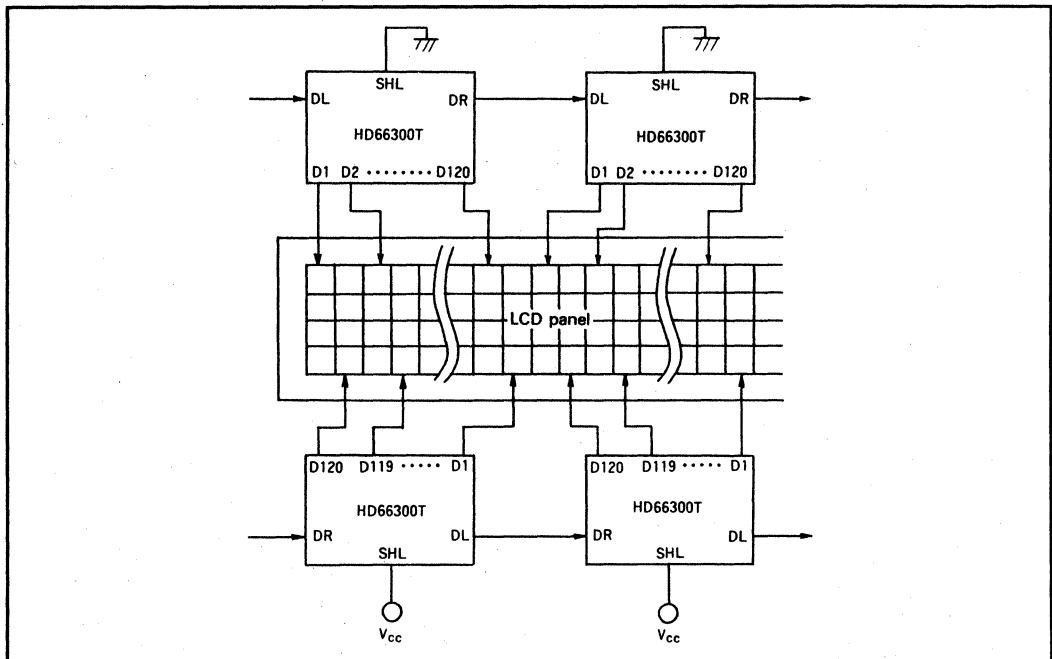 SHL SHL
DL DR DL DR
HD66300T HD66300T
D1 D2 ········ D120 D1 D2 ········ D120
LCD panel
D120 D119 ····· D1 D120 D119 ····· D1
HD66300T HD66300T
DR DL DR DL
SHL SHL
Vcc Vcc